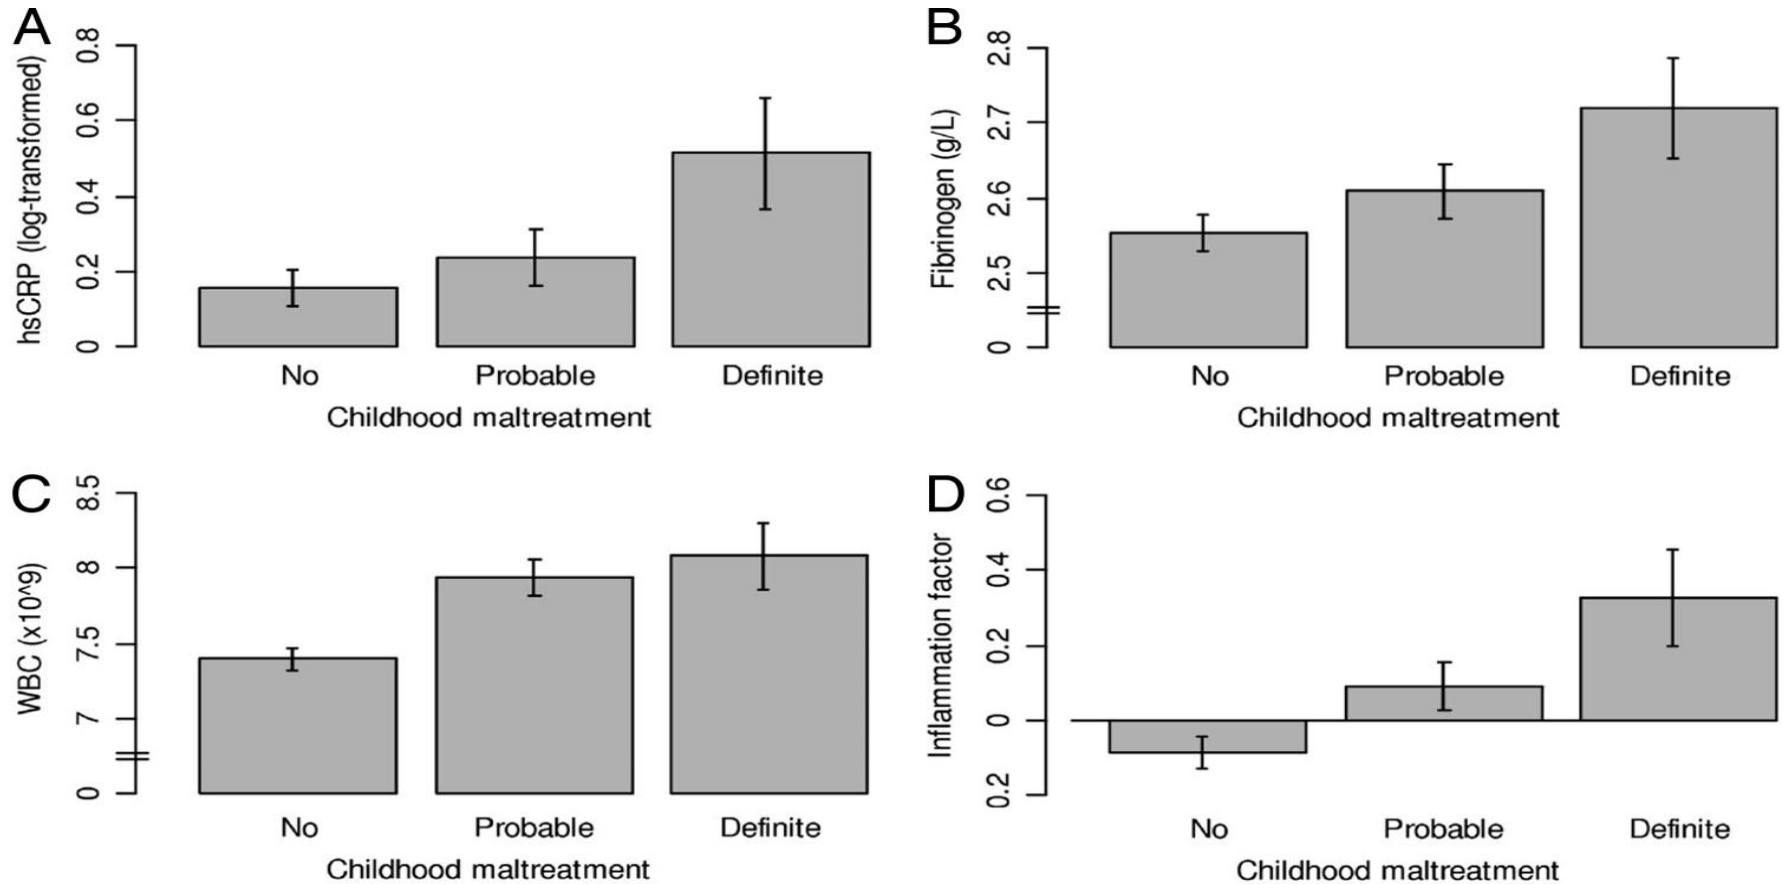 A
hsCRP (log-transformed)
0.8
0.6
0.4
0.2
0
No Probable Definite
Childhood maltreatment
B
Fibrinogen (g/L)
2.8
2.7
2.6
2.5
0
No Probable Definite
Childhood maltreatment
C
WBC (x10^9)
8.5
8
7.5
7
0
No Probable Definite
Childhood maltreatment
D
Inflammation factor
0.6
0.4
0.2
0
0.2
No Probable Definite
Childhood maltreatment